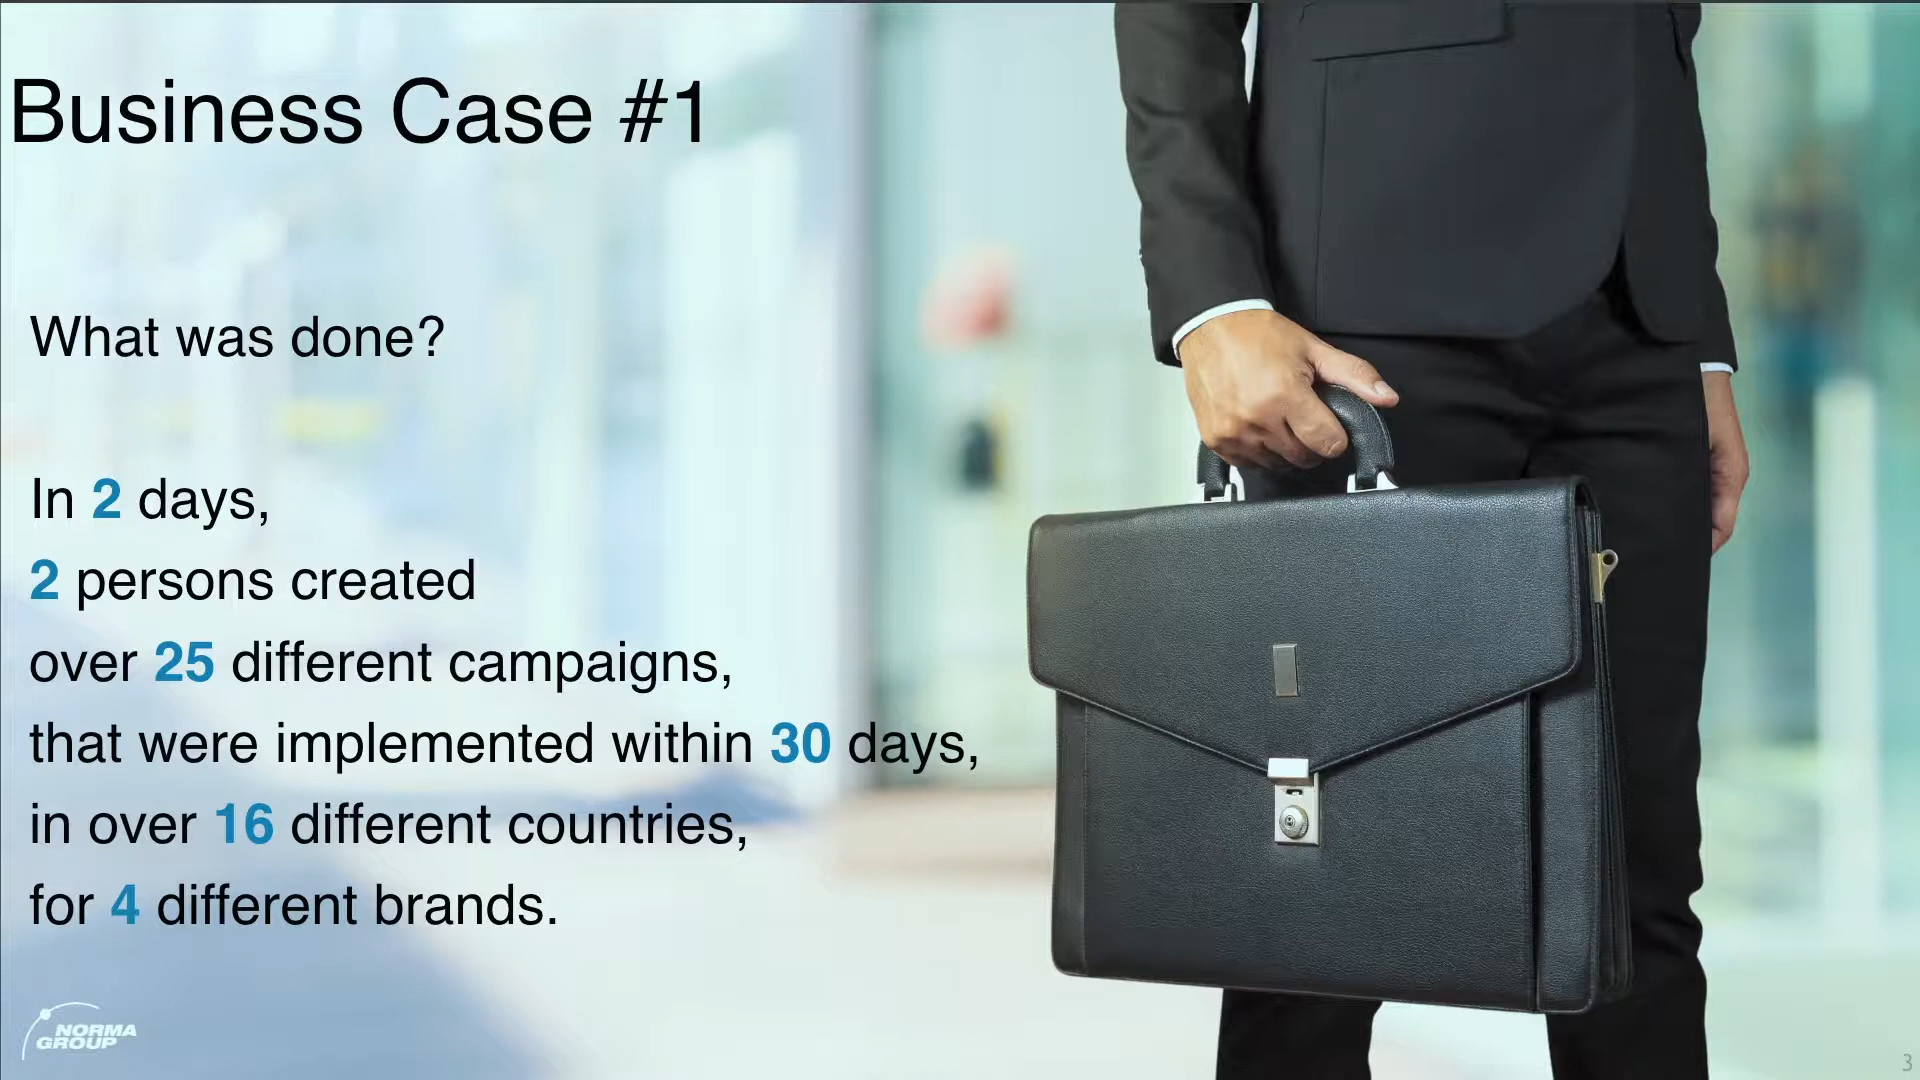 Business Case #1
What was done?
In 2 days,
2 persons created
over 25 different campaigns,
that were implemented within 30 days,
in over 16 different countries,
for 4 different brands.
NORMA
GROUP
3